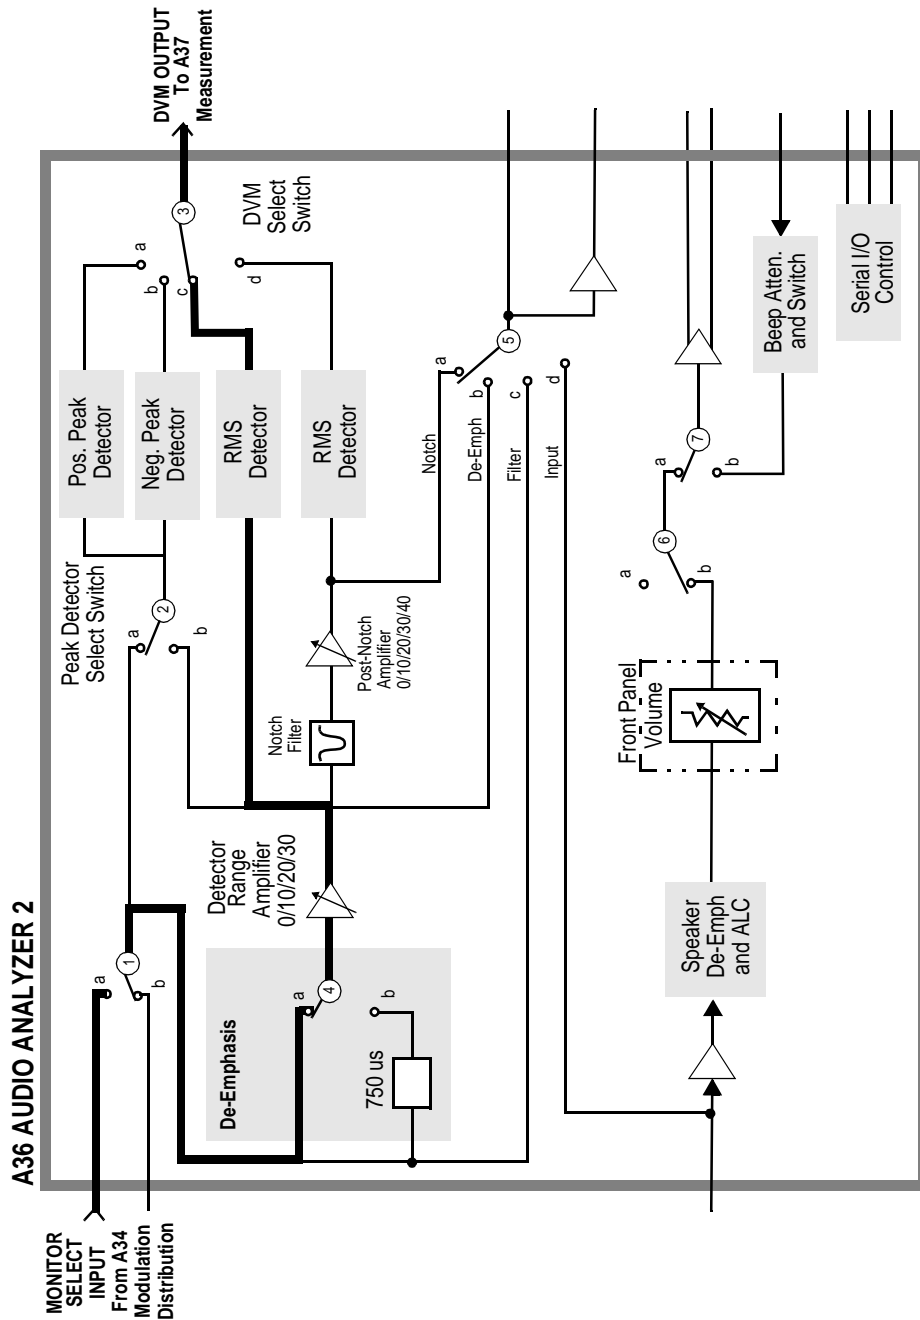 A36 AUDIO ANALYZER 2
MONITOR
SELECT
INPUT
From A34
Modulation
Distribution
a
b
1
De-Emphasis
a
4
b
750 us
Detector
Range
Amplifier
0/10/20/30
Notch
Filter
Post-Notch
Amplifier
0/10/20/30/40
Peak Detector
Select Switch
a
2
b
Pos. Peak
Detector
Neg. Peak
Detector
RMS
Detector
RMS
Detector
a
b
c
d
3
DVM
Select
Switch
DVM OUTPUT
To A37
Measurement
Notch
a
De-Emph
b
Filter
c
Input
d
5
Speaker
De-Emph
and ALC
Front Panel
Volume
a
6
b
a
7
b
Beep Atten.
and Switch
Serial I/O
Control